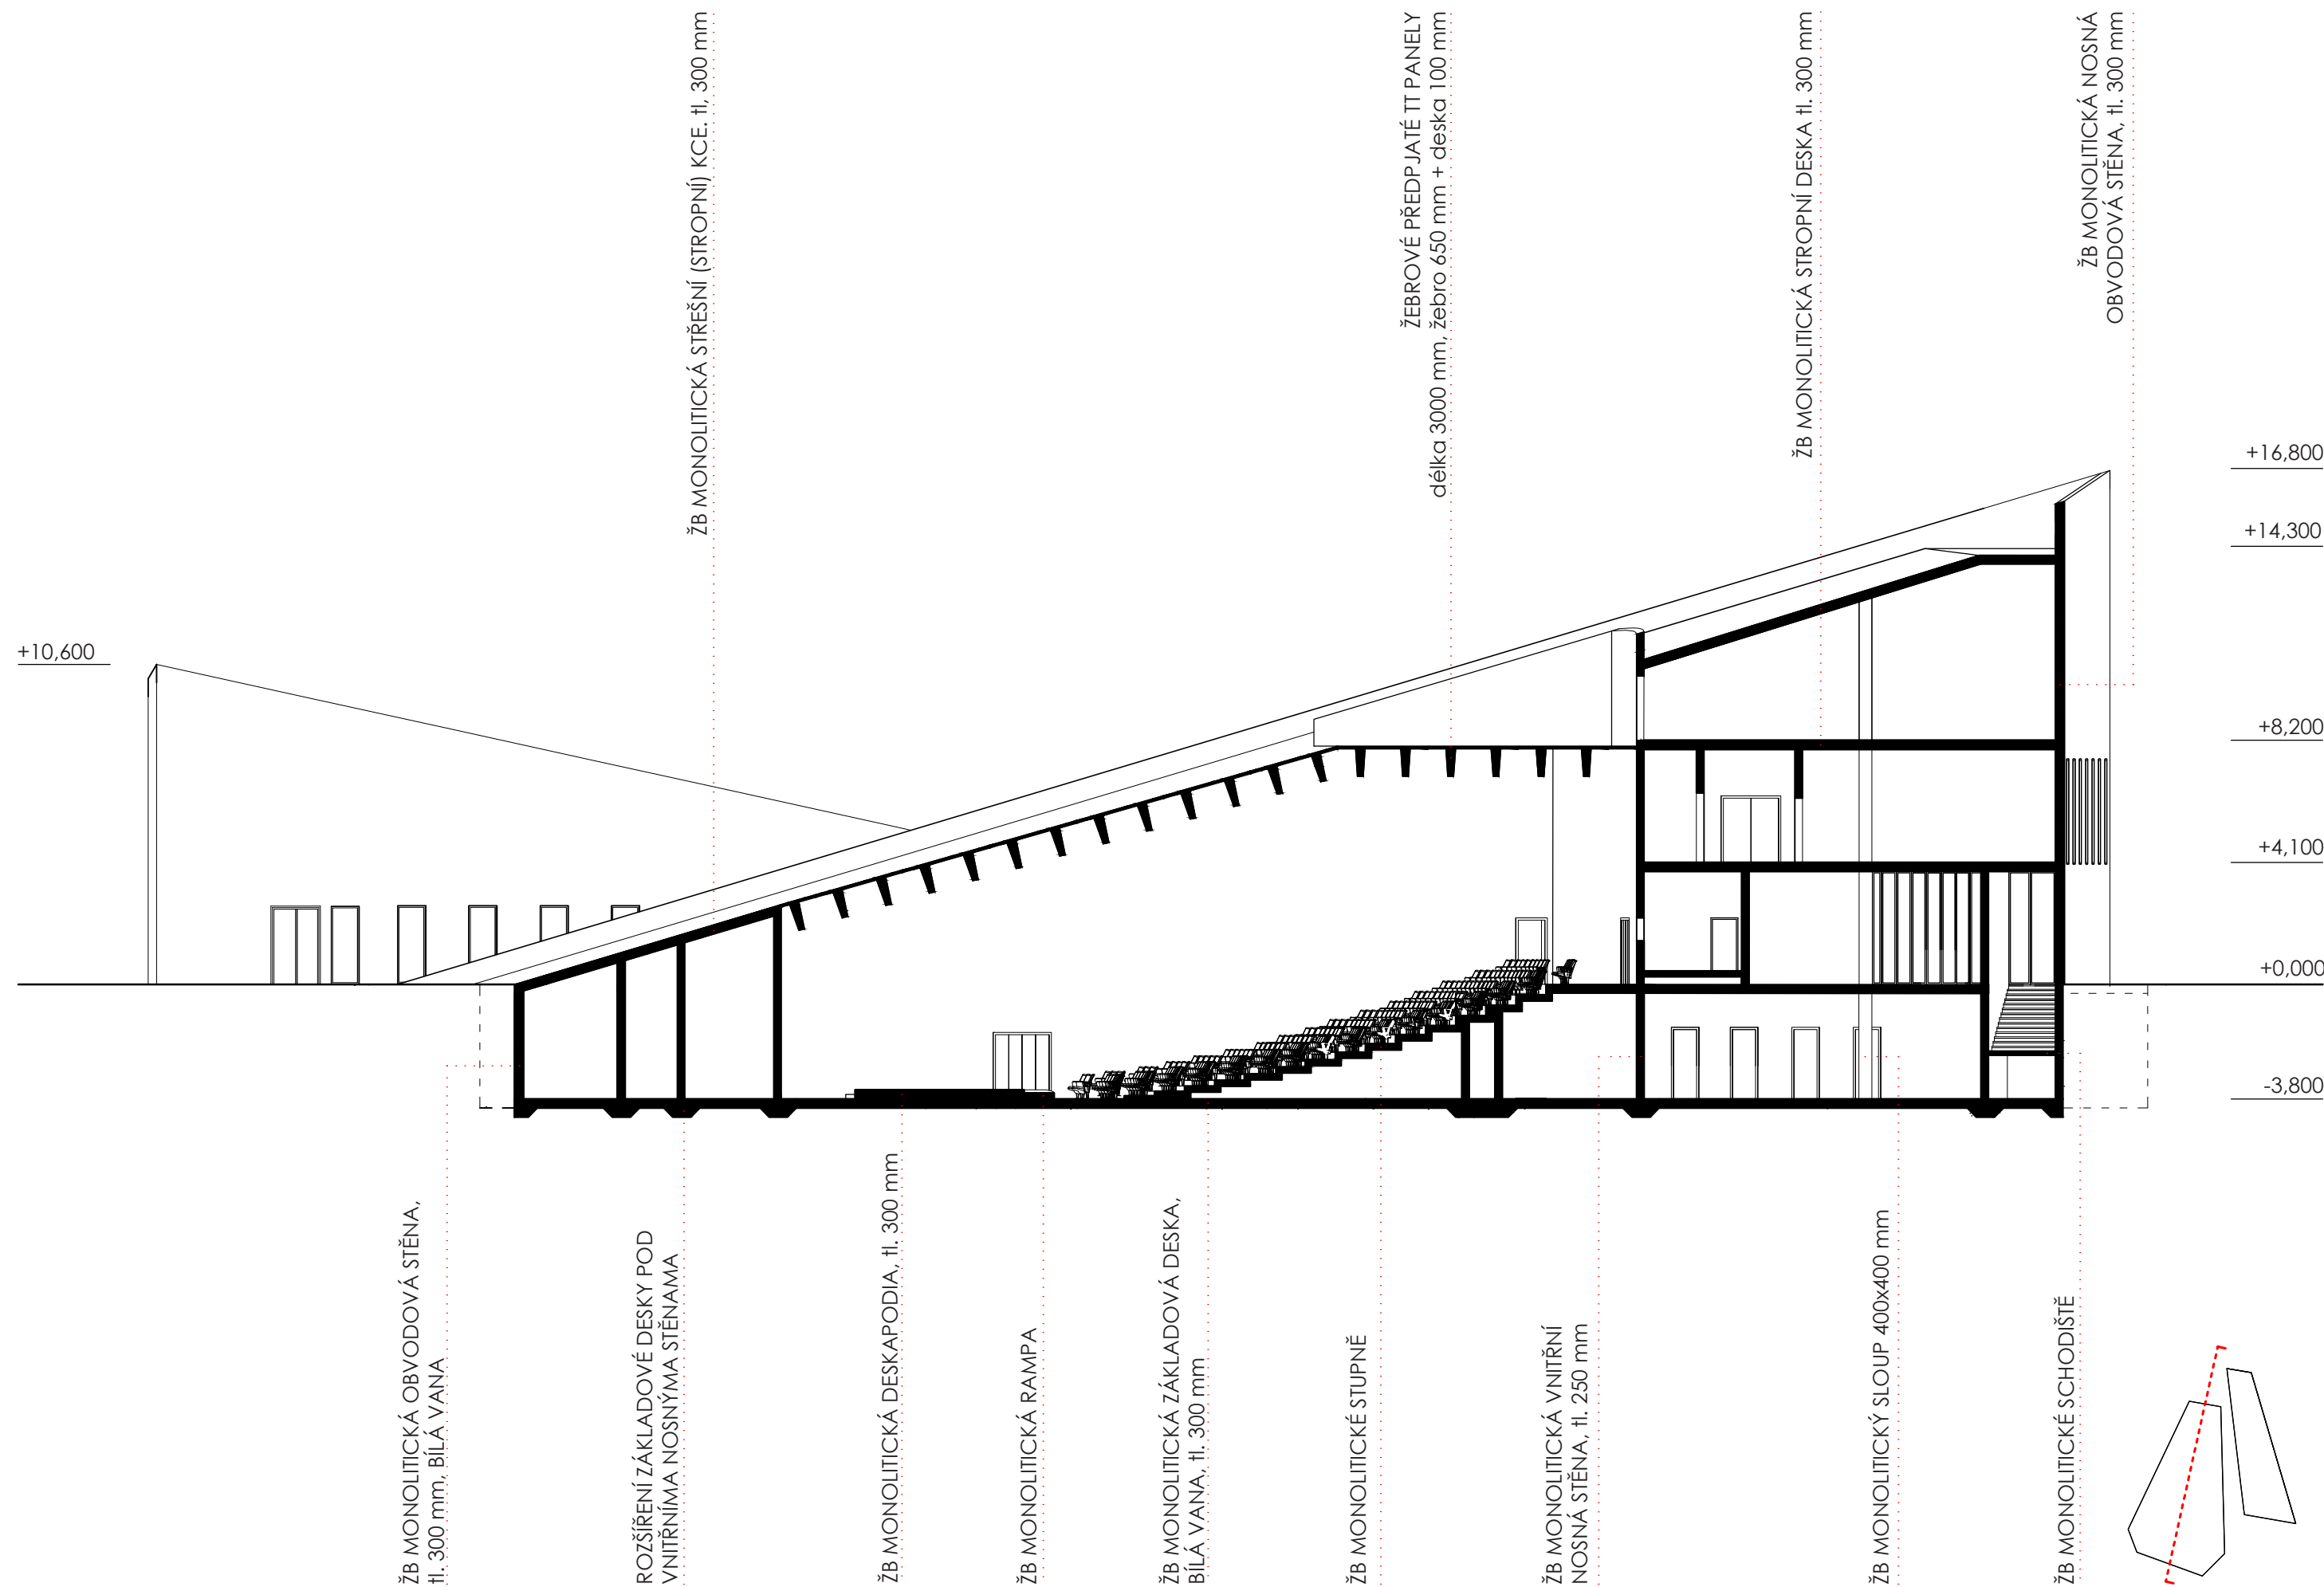 ŽB MONOLITICKÁ STŘEŠNÍ (STROPNÍ) KCE. tl, 300 mm
ŽEBROVÉ PŘEDPJATÉ TT PANELY
délka 3000 mm, žebro 650 mm + deska 100 mm
ŽB MONOLITICKÁ STROPNÍ DESKA tl. 300 mm
ŽB MONOLITICKÁ NOSNÁ
OBVODOVÁ STĚNA, tl. 300 mm
+16,800
+14,300
+10,600
+8,200
+4,100
+0,000
-3,800
ŽB MONOLITICKÁ OBVODOVÁ STĚNA,
tl. 300 mm, BÍLÁ VANA
ROZŠÍŘENÍ ZÁKLADOVÉ DESKY POD
VNITŘNÍMA NOSNÝMA STĚNAMA
ŽB MONOLITICKÁ DESKAPODIA, tl. 300 mm
ŽB MONOLITICKÁ RAMPA
ŽB MONOLITICKÁ ZÁKLADOVÁ DESKA,
BÍLÁ VANA, tl. 300 mm
ŽB MONOLITICKÉ STUPNĚ
ŽB MONOLITICKÁ VNITŘNÍ
NOSNÁ STĚNA, tl. 250 mm
ŽB MONOLITICKÝ SLOUP 400x400 mm
ŽB MONOLITICKÉ SCHODIŠTĚ